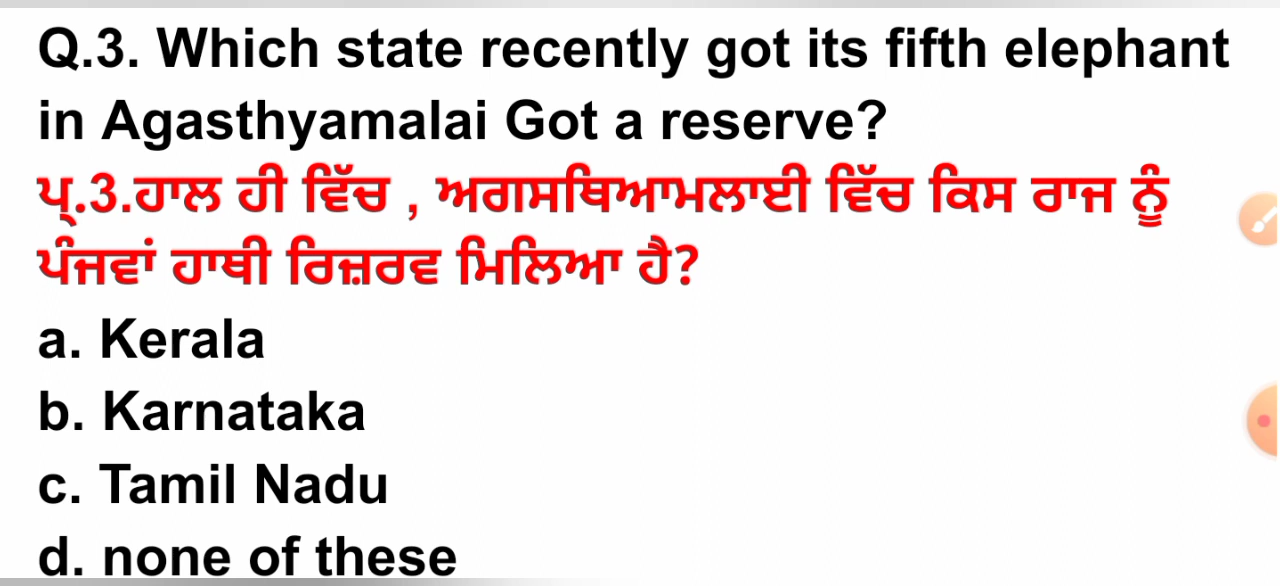 Q.3. Which state recently got its fifth elephant
in Agasthyamalai Got a reserve?
ਪ੍ਰ.3.ਹਾਲ ਹੀ ਵਿੱਚ , ਅਗਸਥਿਆਮਲਾਈ ਵਿੱਚ ਕਿਸ ਰਾਜ ਨੂੰ
ਪੰਜਵਾਂ ਹਾਥੀ ਰਿਜ਼ਰਵ ਮਿਲਿਆ ਹੈ?
a. Kerala
b. Karnataka
c. Tamil Nadu
d. none of these